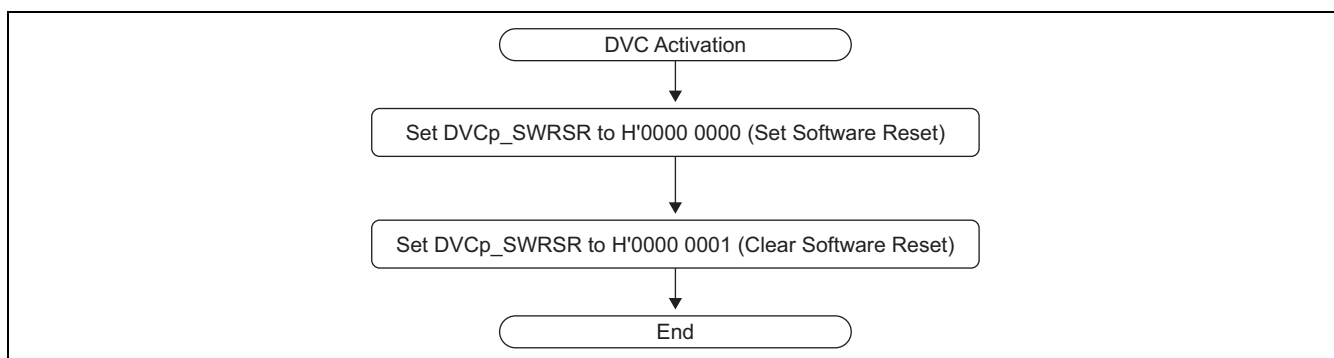 DVC Activation
Set DVCp_SWRSR to H'0000 0000 (Set Software Reset)
Set DVCp_SWRSR to H'0000 0001 (Clear Software Reset)
End